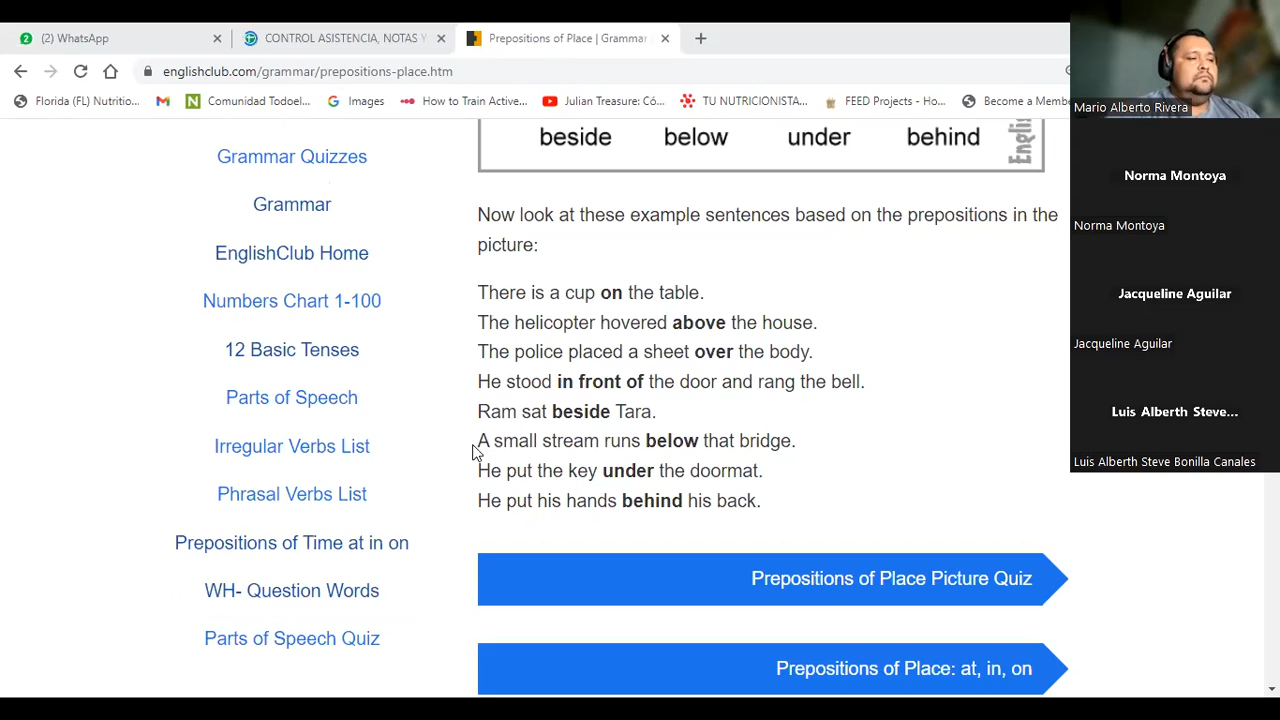 (2) WhatsApp
CONTROL ASISTENCIA, NOTAS Y
Prepositions of Place | Grammar
englishclub.com/grammar/prepositions-place.htm
Florida (FL) Nutritio...
Comunidad Todoel...
Images
How to Train Active...
Julian Treasure: Có...
TU NUTRICIONISTA...
FEED Projects - Ho...
Become a Membe
beside below under behind
Englis
Grammar Quizzes
Grammar
EnglishClub Home
Numbers Chart 1-100
12 Basic Tenses
Parts of Speech
Irregular Verbs List
Phrasal Verbs List
Prepositions of Time at in on
WH- Question Words
Parts of Speech Quiz
Now look at these example sentences based on the prepositions in the
picture:
There is a cup on the table.
The helicopter hovered above the house.
The police placed a sheet over the body.
He stood in front of the door and rang the bell.
Ram sat beside Tara.
A small stream runs below that bridge.
He put the key under the doormat.
He put his hands behind his back.
Prepositions of Place Picture Quiz
Prepositions of Place: at, in, on
Mario Alberto Rivera
Norma Montoya
Norma Montoya
Jacqueline Aguilar
Jacqueline Aguilar
Luis Alberth Steve...
Luis Alberth Steve Bonilla Canales